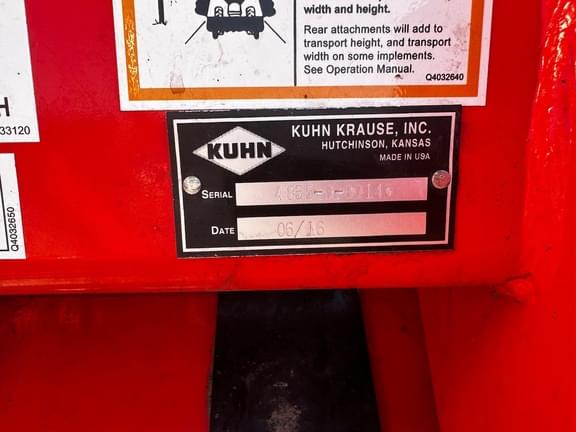 width and height.
Rear attachments will add to
transport height, and transport
width on some implements.
See Operation Manual.
Q4032640
H
33120
Q4032650
KUHN
KUHN KRAUSE, INC.
HUTCHINSON, KANSAS
MADE IN USA
SERIAL
DATE 06/16